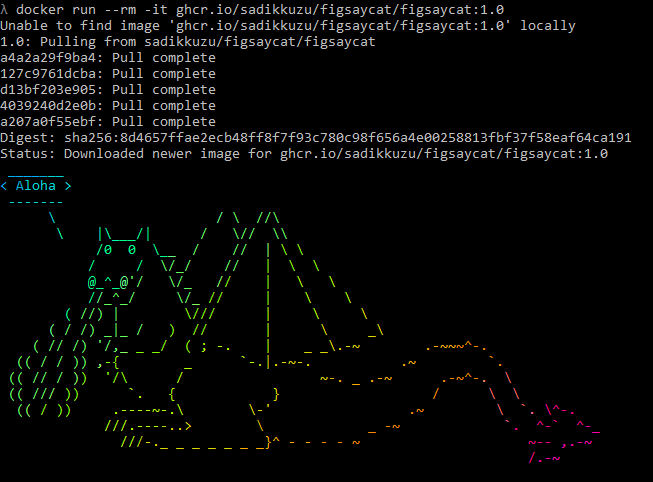 λ docker run --rm -it ghcr.io/sadikkuzu/figsaycat/figsaycat:1.0
Unable to find image 'ghcr.io/sadikkuzu/figsaycat/figsaycat:1.0' locally
1.0: Pulling from sadikkuzu/figsaycat/figsaycat
a4a2a29f9ba4: Pull complete
127c9761dcba: Pull complete
d13bf203e905: Pull complete
4039240d2e0b: Pull complete
a207a0f55ebf: Pull complete
Digest: sha256:8d4657ffae2ecb48ff8f7f93c780c98f656a4e00258813fbf37f58eaf64ca191
Status: Downloaded newer image for ghcr.io/sadikkuzu/figsaycat/figsaycat:1.0
< Aloha >